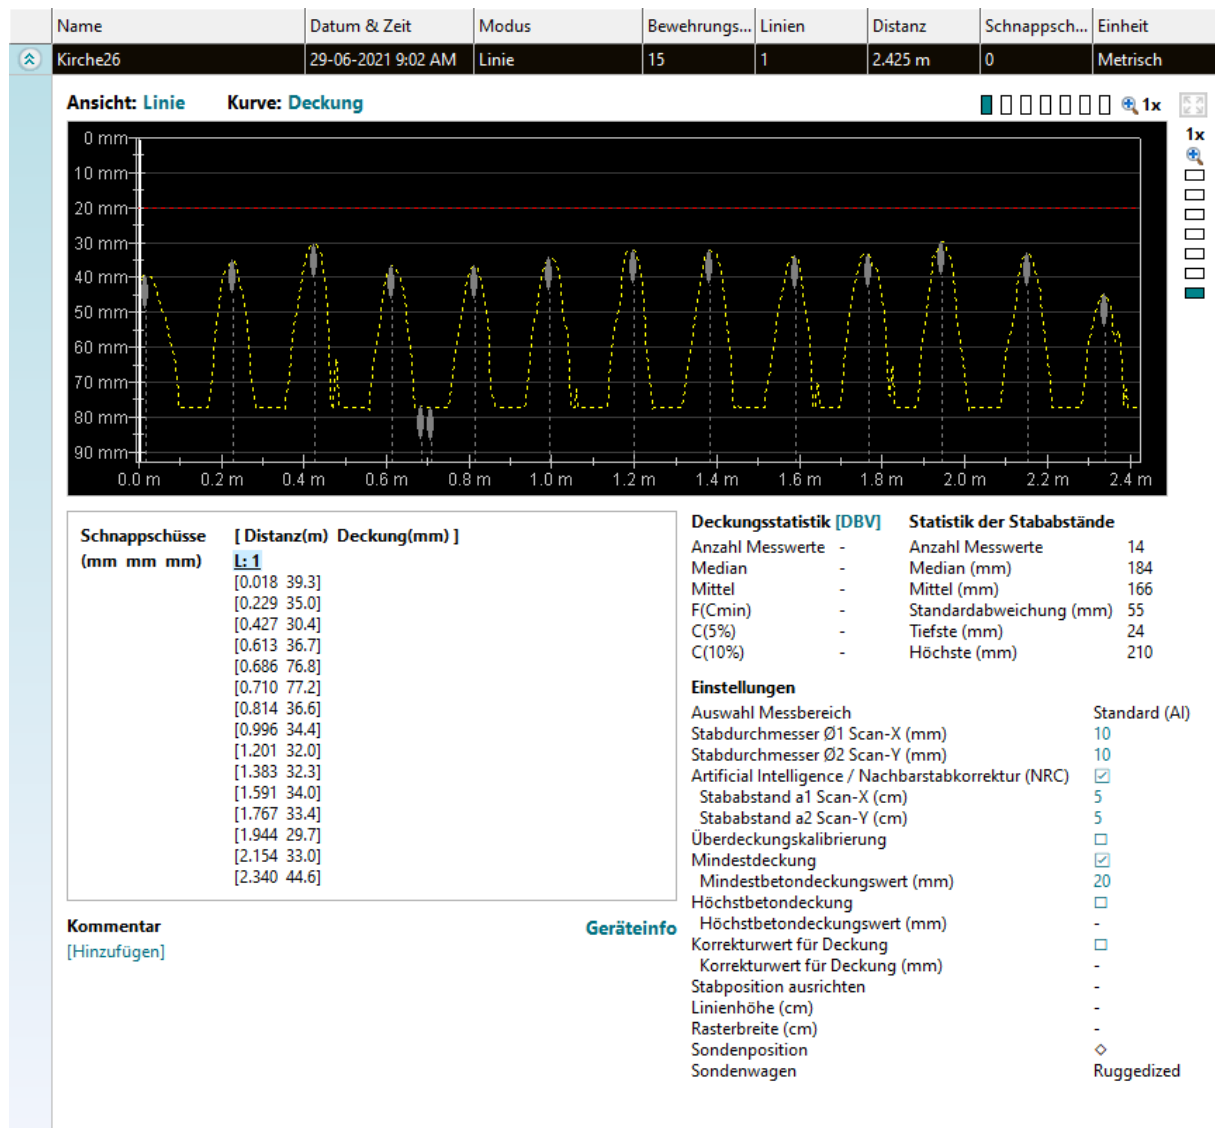 Name Datum & Zeit Modus Bewehrungs... Linien Distanz Schnappsch... Einheit
Kirche26 29-06-2021 9:02 AM Linie 15 1 2.425 m 0 Metrisch
Ansicht: Linie Kurve: Deckung 1x
1x
0 mm
10 mm
20 mm
30 mm
40 mm
50 mm
60 mm
70 mm
80 mm
90 mm
0.0 m 0.2 m 0.4 m 0.6 m 0.8 m 1.0 m 1.2 m 1.4 m 1.6 m 1.8 m 2.0 m 2.2 m 2.4 m
Schnappschüsse [ Distanz(m) Deckung(mm) ]
(mm mm mm) L: 1
[0.018 39.3]
[0.229 35.0]
[0.427 30.4]
[0.613 36.7]
[0.686 76.8]
[0.710 77.2]
[0.814 36.6]
[0.996 34.4]
[1.201 32.0]
[1.383 32.3]
[1.591 34.0]
[1.767 33.4]
[1.944 29.7]
[2.154 33.0]
[2.340 44.6]
Kommentar Geräteinfo
[Hinzufügen]
Deckungsstatistik [DBV] Statistik der Stababstände
Anzahl Messwerte - Anzahl Messwerte 14
Median - Median (mm) 184
Mittel - Mittel (mm) 166
F(Cmin) - Standardabweichung (mm) 55
C(5%) - Tiefste (mm) 24
C(10%) - Höchste (mm) 210
Einstellungen
Auswahl Messbereich Standard (AI)
Stabdurchmesser Ø1 Scan-X (mm) 10
Stabdurchmesser Ø2 Scan-Y (mm) 10
Artificial Intelligence / Nachbarstabkorrektur (NRC)
Stababstand a1 Scan-X (cm) 5
Stababstand a2 Scan-Y (cm) 5
Überdeckungskalibrierung
Mindestdeckung
Mindestbetondeckungswert (mm) 20
Höchstbetondeckung
Höchstbetondeckungswert (mm) -
Korrekturwert für Deckung
Korrekturwert für Deckung (mm) -
Stabposition ausrichten -
Linienhöhe (cm) -
Rasterbreite (cm) -
Sondenposition
Sondenwagen Ruggedized